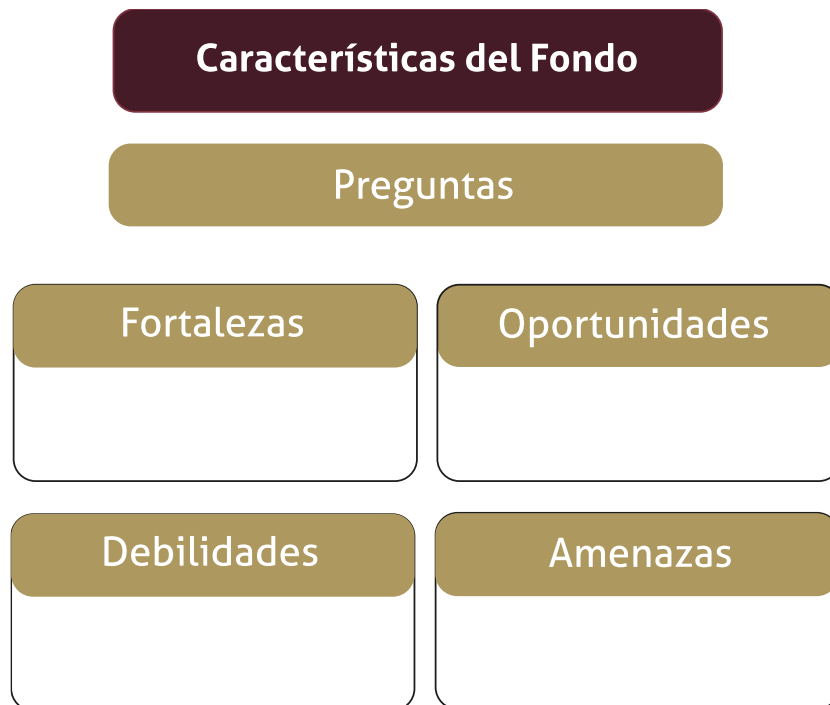 Características del Fondo
Preguntas
Fortalezas
Oportunidades
Debilidades
Amenazas